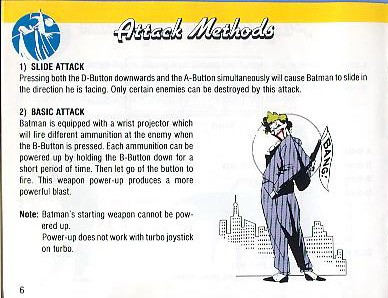 Attack Methods
1) SLIDE ATTACK
Pressing both the D-Button downwards and the A-Button simultaneously will cause Batman to slide in
the direction he is facing. Only certain enemies can be destroyed by this attack.
2) BASIC ATTACK
Batman is equipped with a wrist projector which
will fire different ammunition at the enemy when
the B-Button is pressed. Each ammunition can be
powered up by holding the B-Button down for a
short period of time. Then let go of the button to
fire. This weapon power-up produces a more
powerful blast.
BANG!
Note: Batman's starting weapon cannot be pow-
ered up.
Power-up does not work with turbo joystick
on turbo.
6